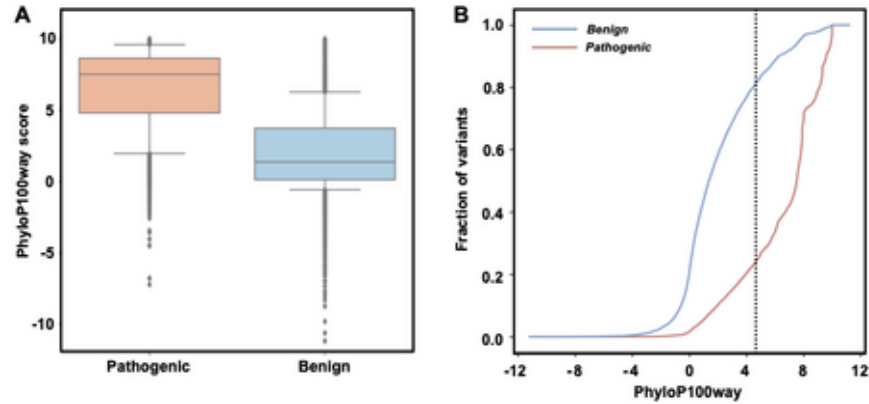 A
PhyloP100way score
10
5
0
-5
-10
Pathogenic
Benign
B
Fraction of variants
1.0
0.8
0.6
0.4
0.2
0.0
Benign
Pathogenic
-12
-8
-4
0
4
8
12
PhyloP100way